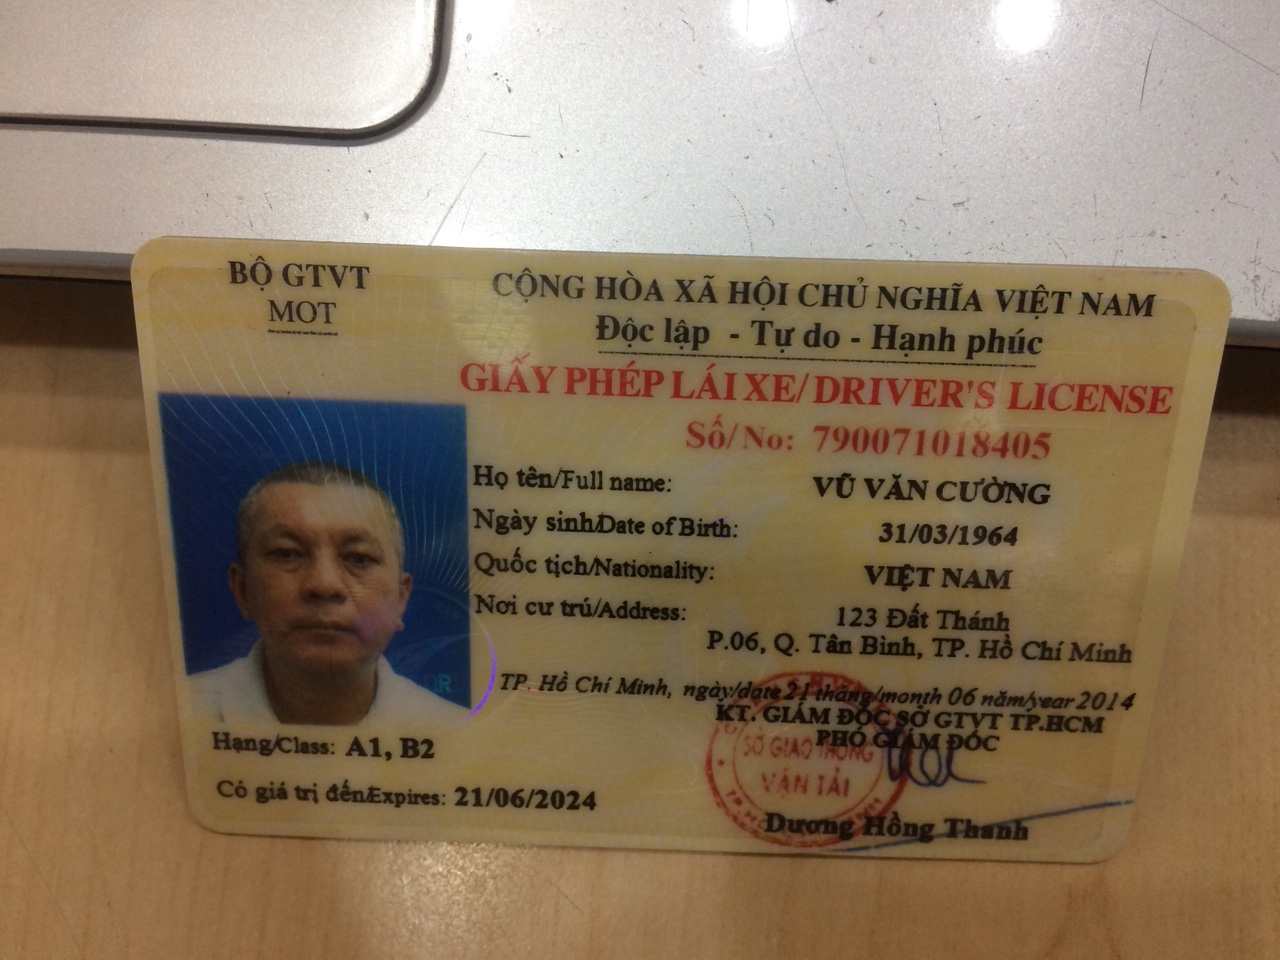 BỘ GTVT
MOT
CỘNG HÒA XÃ HỘI CHỦ NGHĨA VIỆT NAM
Độc lập - Tự do - Hạnh phúc
GIẤY PHÉP LÁI XE/ DRIVER'S LICENSE
Số/ No: 790071018405
Họ tên/Full name: VŨ VĂN CƯỜNG
Ngày sinh/Date of Birth: 31/03/1964
Quốc tịch/Nationality: VIỆT NAM
Nơi cư trú/Address: 123 Đất Thánh
P.06, Q. Tân Bình, TP. Hồ Chí Minh
TP. Hồ Chí Minh, ngày/date 21 tháng/month 06 năm/year 2014
KT. GIÁM ĐỐC SỞ GTVT TP.HCM
PHÓ GIÁM ĐỐC
SỞ GIAO THÔNG
VẬN TẢI
Dương Hồng Thanh
Hạng/Class: A1, B2
Có giá trị đến/Expires: 21/06/2024